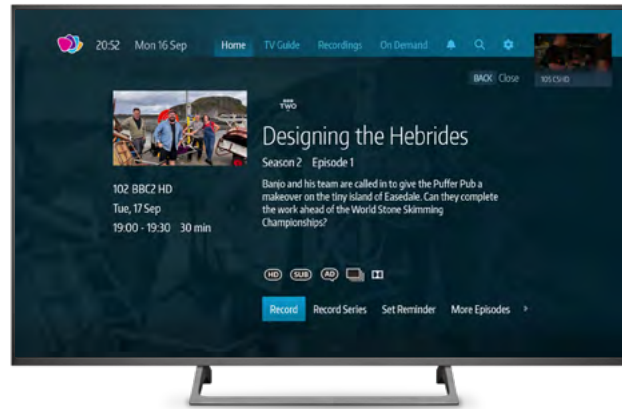 20:52 Mon 16 Sep Home TV Guide Recordings On Demand
BACK Close
105 C5 HD
BBC
TWO
Designing the Hebrides
Season 2 Episode 1
102 BBC2 HD
Tue, 17 Sep
19:00 - 19:30 30 min
Banjo and his team are called in to give the Puffer Pub a
makeover on the tiny island of Easedale. Can they complete
the work ahead of the World Stone Skimming
Championships?
HD SUB AD
Record Record Series Set Reminder More Episodes